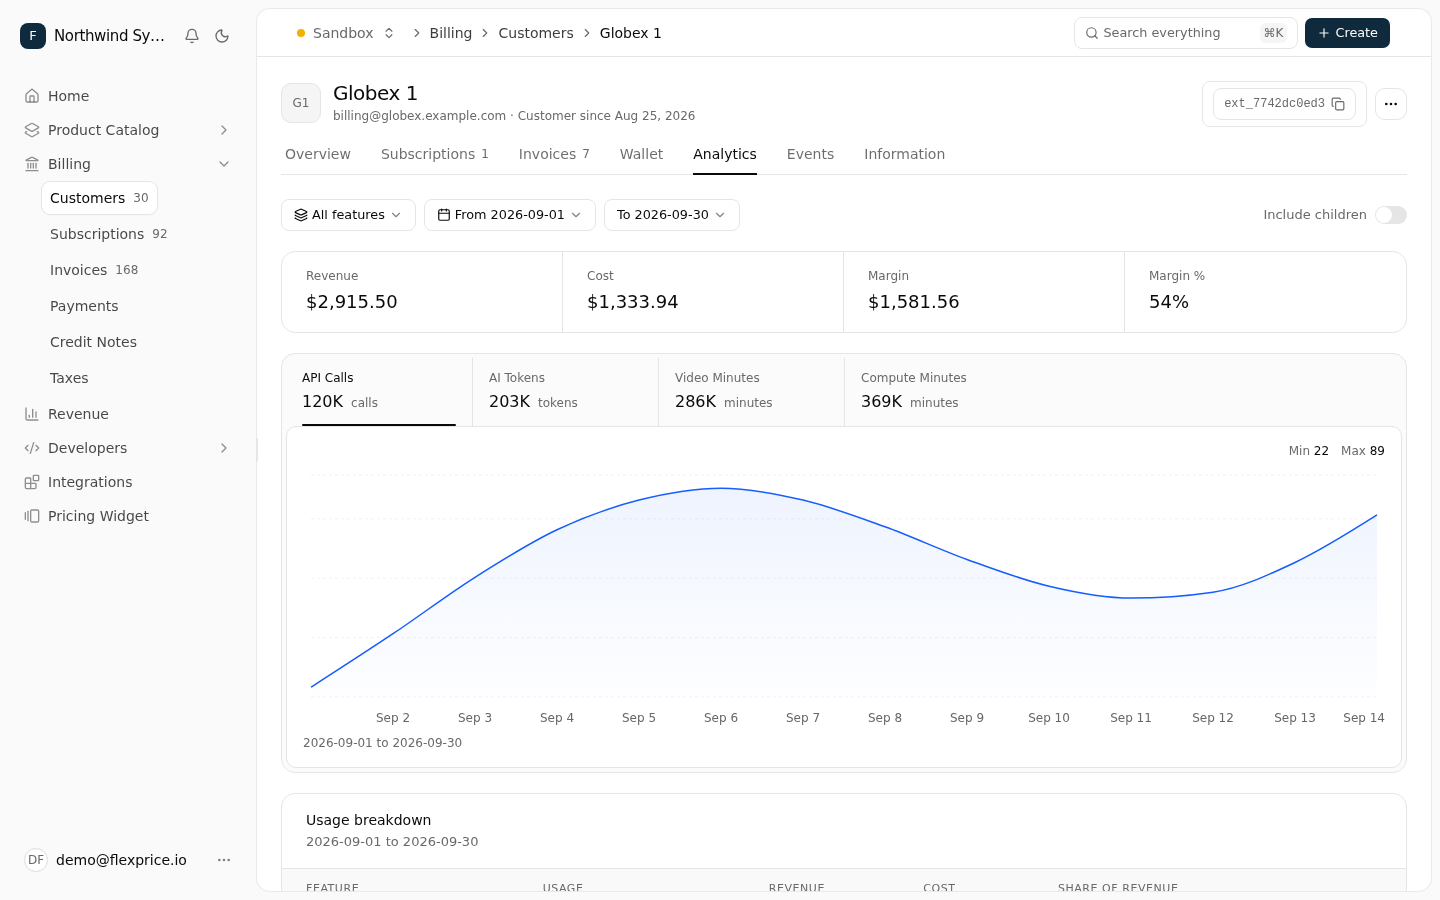 F Northwind Sy...
Home
Product Catalog
Billing
Customers 30
Subscriptions 92
Invoices 168
Payments
Credit Notes
Taxes
Revenue
Developers
Integrations
Pricing Widget
DF demo@flexprice.io
Sandbox Billing Customers Globex 1
Search everything ⌘K
Create
G1
Globex 1
billing@globex.example.com · Customer since Aug 25, 2026
ext_7742dc0ed3
Overview Subscriptions 1 Invoices 7 Wallet Analytics Events Information
All features From 2026-09-01 To 2026-09-30 Include children
Revenue Cost Margin Margin %
$2,915.50 $1,333.94 $1,581.56 54%
API Calls AI Tokens Video Minutes Compute Minutes
120K calls 203K tokens 286K minutes 369K minutes
Min 22 Max 89
Sep 2 Sep 3 Sep 4 Sep 5 Sep 6 Sep 7 Sep 8 Sep 9 Sep 10 Sep 11 Sep 12 Sep 13 Sep 14
2026-09-01 to 2026-09-30
Usage breakdown
2026-09-01 to 2026-09-30
FEATURE USAGE REVENUE COST SHARE OF REVENUE